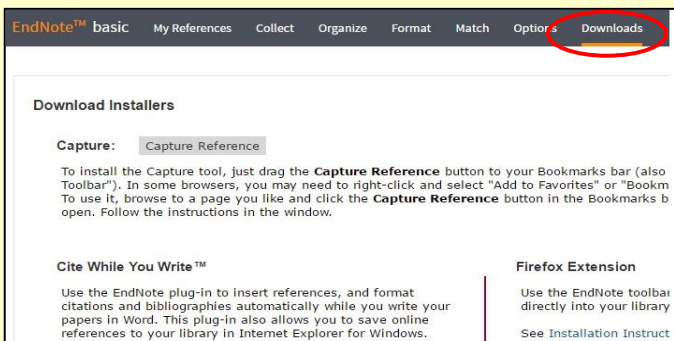 EndNote™ basic My References Collect Organize Format Match Options Downloads
Download Installers
Capture: Capture Reference
To install the Capture tool, just drag the Capture Reference button to your Bookmarks bar (also
Toolbar"). In some browsers, you may need to right-click and select "Add to Favorites" or "Bookm
To use it, browse to a page you like and click the Capture Reference button in the Bookmarks b
open. Follow the instructions in the window.
Cite While You Write™
Use the EndNote plug-in to insert references, and format
citations and bibliographies automatically while you write your
papers in Word. This plug-in also allows you to save online
references to your library in Internet Explorer for Windows.
Firefox Extension
Use the EndNote toolbar
directly into your library
See Installation Instruct